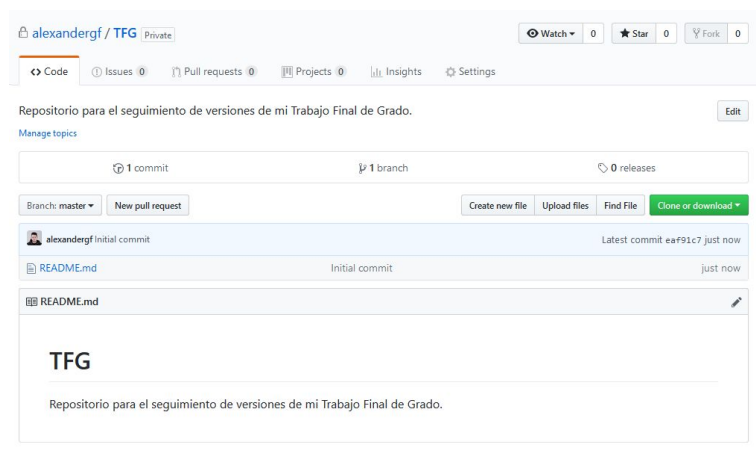 alexandergf / TFG Private Watch 0 Star 0 Fork 0
Code Issues 0 Pull requests 0 Projects 0 Insights Settings
Repositorio para el seguimiento de versiones de mi Trabajo Final de Grado. Edit
Manage topics
1 commit 1 branch 0 releases
Branch: master New pull request Create new file Upload files Find File Clone or download
alexandergf Initial commit Latest commit eaf91c7 just now
README.md Initial commit just now
README.md
TFG
Repositorio para el seguimiento de versiones de mi Trabajo Final de Grado.